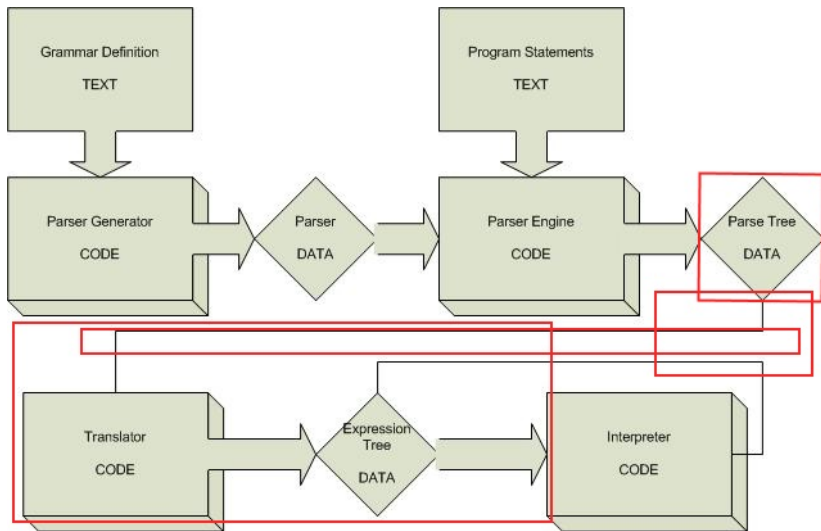 Grammar Definition
TEXT
Program Statements
TEXT
Parser Generator
CODE
Parser
DATA
Parser Engine
CODE
Parse Tree
DATA
Translator
CODE
Expression
Tree
DATA
Interpreter
CODE